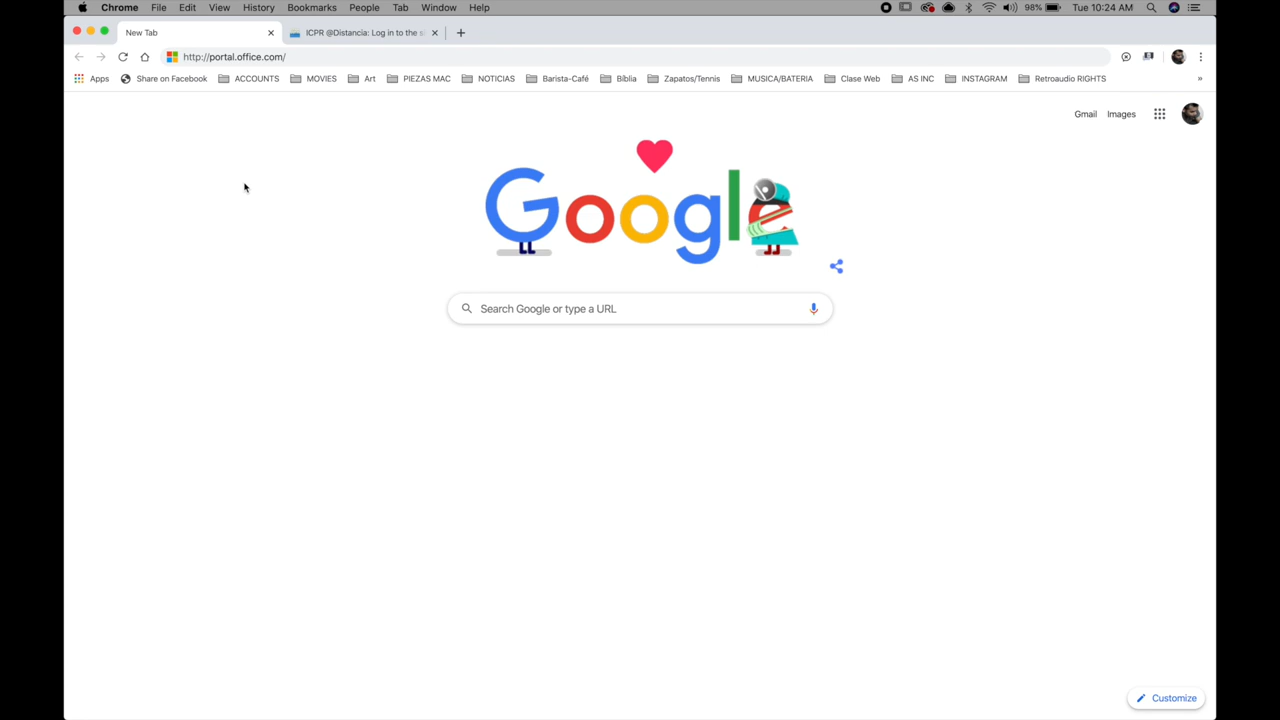 Chrome File Edit View History Bookmarks People Tab Window Help 98% Tue 10:24 AM
New Tab ICPR @Distancia: Log in to the s
http://portal.office.com/
Apps Share on Facebook ACCOUNTS MOVIES Art PIEZAS MAC NOTICIAS Barista-Café Biblia Zapatos/Tennis MUSICA/BATERIA Clase Web AS INC INSTAGRAM Retroaudio RIGHTS »
Gmail Images
Google
Search Google or type a URL
Customize